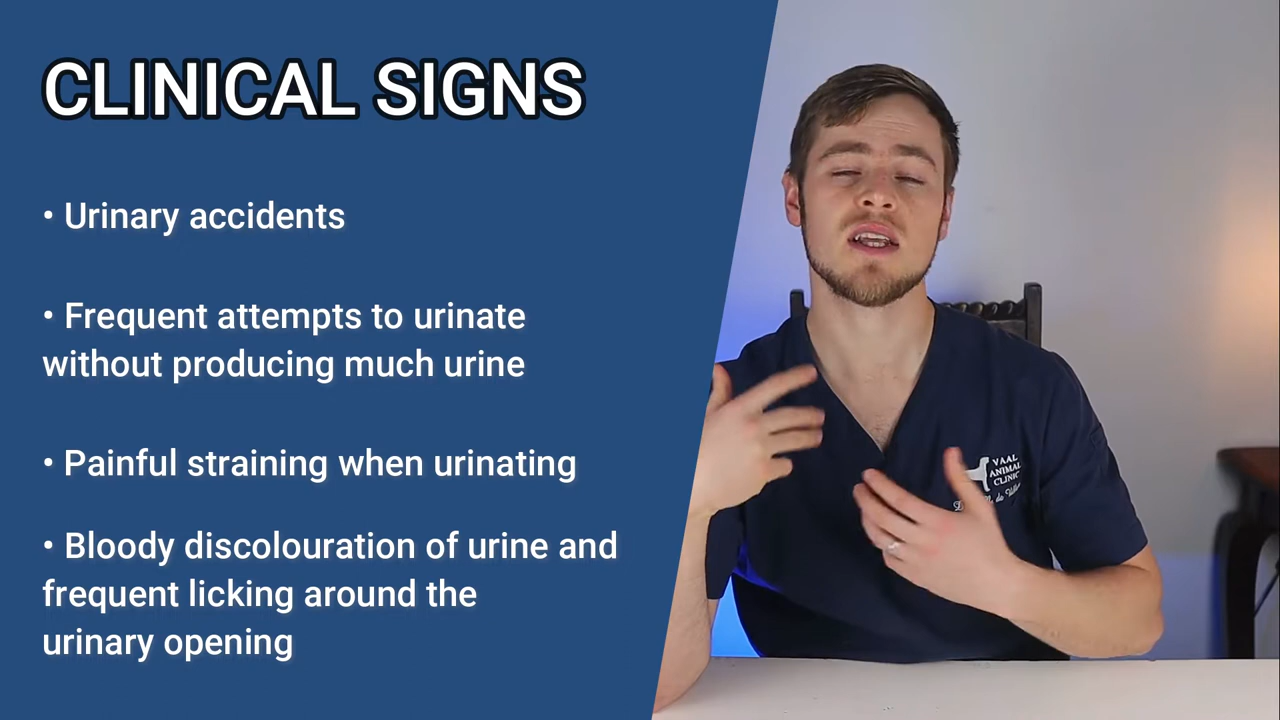 CLINICAL SIGNS
• Urinary accidents
• Frequent attempts to urinate
without producing much urine
• Painful straining when urinating
• Bloody discolouration of urine and
frequent licking around the
urinary opening
VAAL
ANIMAL
CLINIC